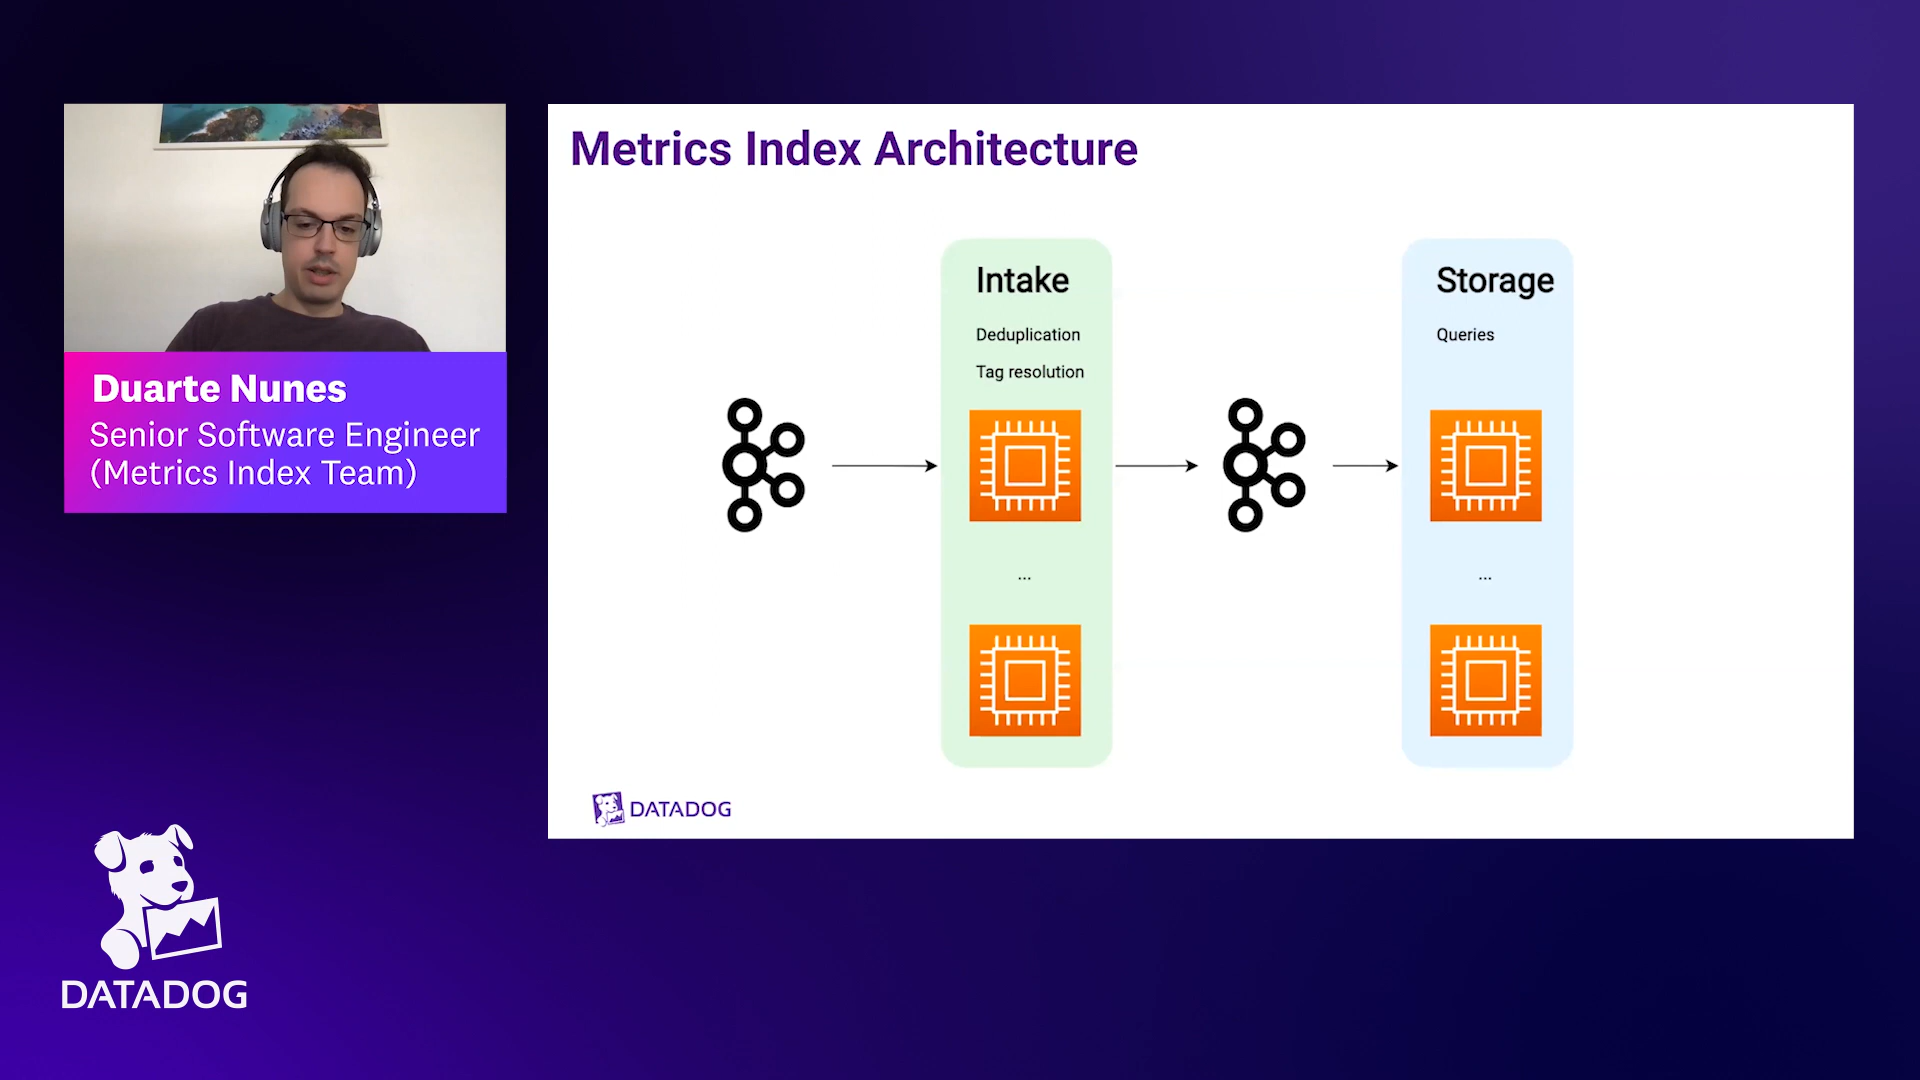 Metrics Index Architecture
Intake
Deduplication
Tag resolution
...
Storage
Queries
...
DATADOG
Duarte Nunes
Senior Software Engineer
(Metrics Index Team)
DATADOG